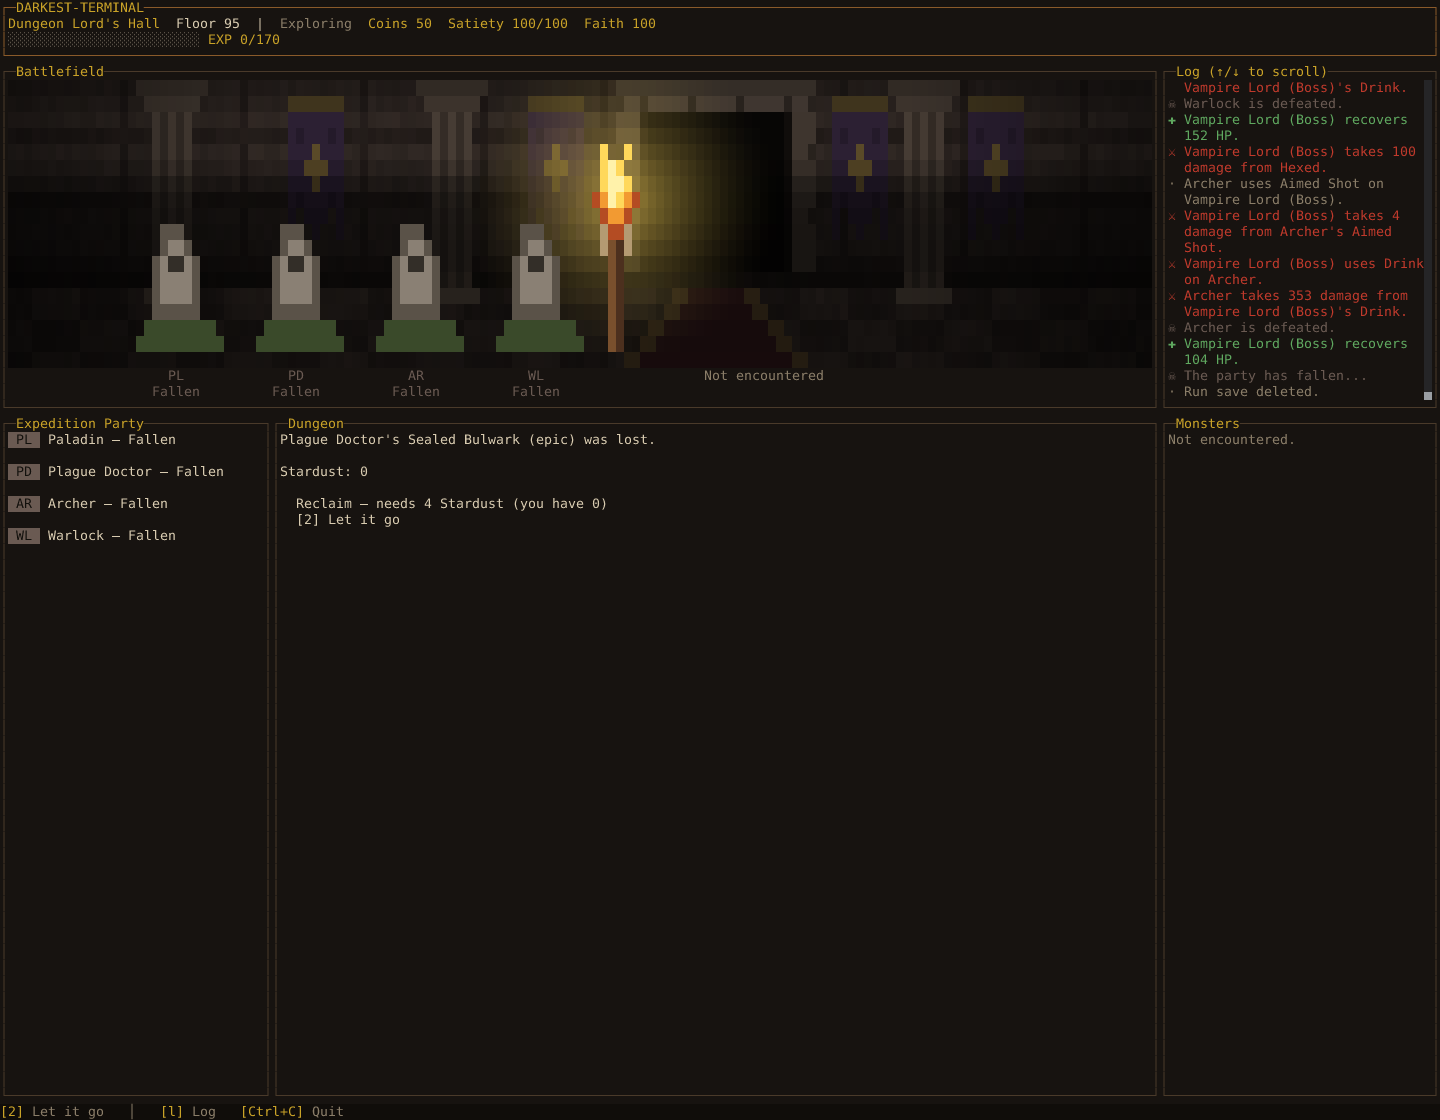 DARKEST-TERMINAL
Dungeon Lord's Hall  Floor 95  |  Exploring  Coins 50  Satiety 100/100  Faith 100
EXP 0/170
Battlefield
PL PD AR WL Not encountered
Fallen Fallen Fallen Fallen
Log (↑/↓ to scroll)
Vampire Lord (Boss)'s Drink.
☠ Warlock is defeated.
✚ Vampire Lord (Boss) recovers
152 HP.
⚔ Vampire Lord (Boss) takes 100
damage from Hexed.
· Archer uses Aimed Shot on
Vampire Lord (Boss).
⚔ Vampire Lord (Boss) takes 4
damage from Archer's Aimed
Shot.
⚔ Vampire Lord (Boss) uses Drink
on Archer.
⚔ Archer takes 353 damage from
Vampire Lord (Boss)'s Drink.
☠ Archer is defeated.
✚ Vampire Lord (Boss) recovers
104 HP.
☠ The party has fallen...
· Run save deleted.
Expedition Party
PL Paladin — Fallen
PD Plague Doctor — Fallen
AR Archer — Fallen
WL Warlock — Fallen
Dungeon
Plague Doctor's Sealed Bulwark (epic) was lost.
Stardust: 0
Reclaim — needs 4 Stardust (you have 0)
[2] Let it go
Monsters
Not encountered.
[2] Let it go │ [l] Log [Ctrl+C] Quit